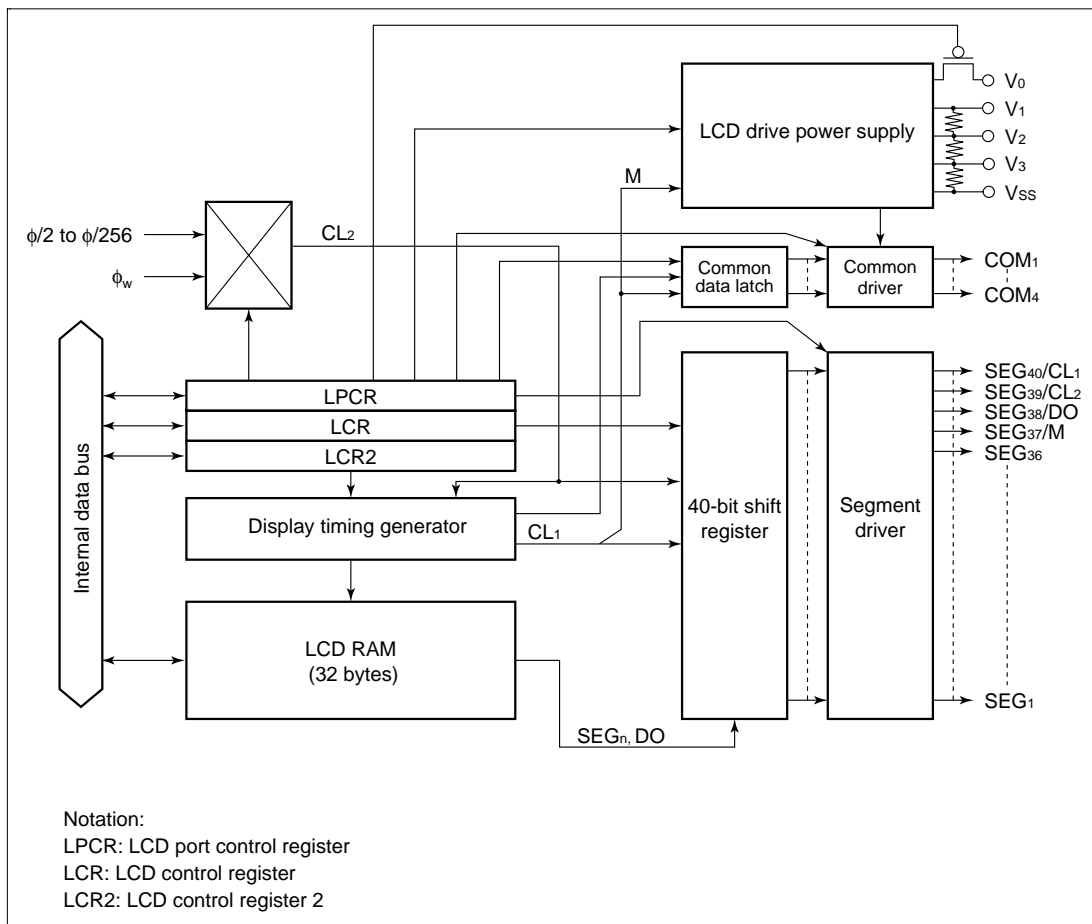 V0
V1
LCD drive power supply
V2
V3
M
VSS
ϕ/2 to ϕ/256
CL2
ϕw
Common
data latch
Common
driver
COM1
COM4
Internal data bus
LPCR
LCR
LCR2
Display timing generator
CL1
LCD RAM
(32 bytes)
SEGn, DO
40-bit shift
register
Segment
driver
SEG40/CL1
SEG39/CL2
SEG38/DO
SEG37/M
SEG36
SEG1
Notation:
LPCR: LCD port control register
LCR: LCD control register
LCR2: LCD control register 2